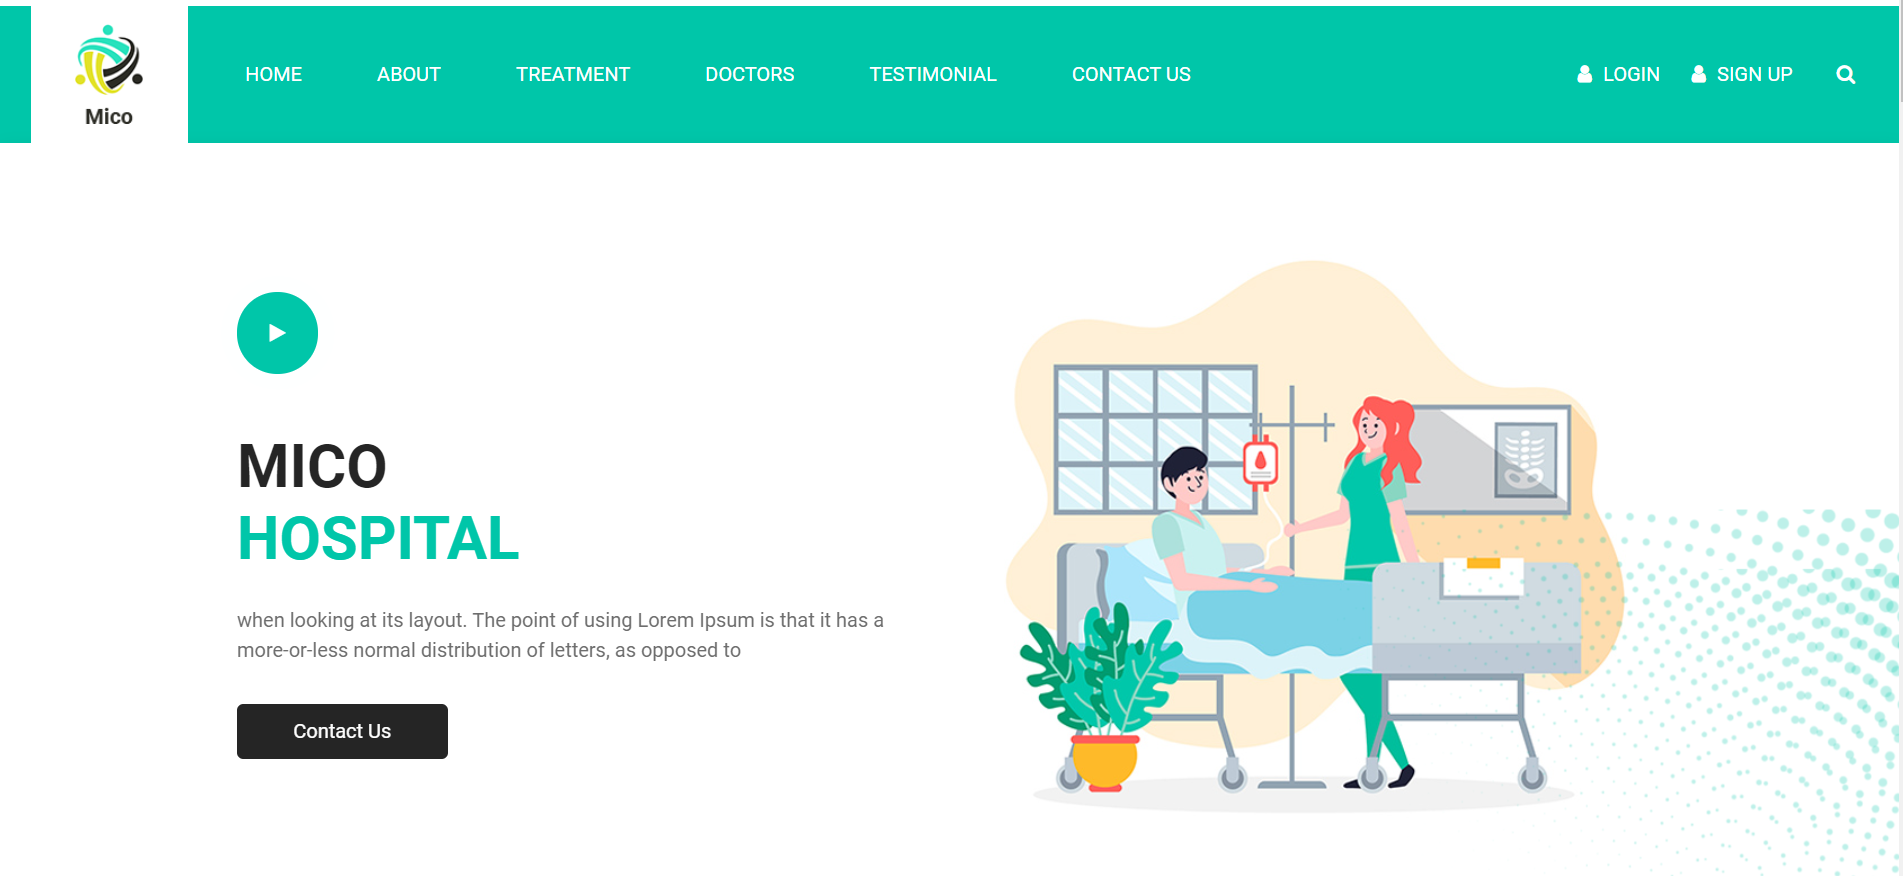 Mico
HOME ABOUT TREATMENT DOCTORS TESTIMONIAL CONTACT US LOGIN SIGN UP
MICO
HOSPITAL
when looking at its layout. The point of using Lorem Ipsum is that it has a
more-or-less normal distribution of letters, as opposed to
Contact Us